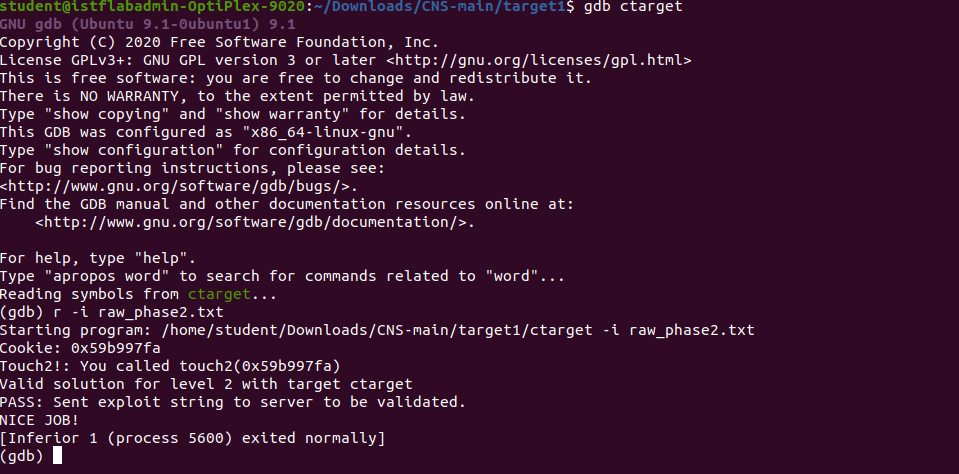 student@istflabadmin-OptiPlex-9020:~/Downloads/CNS-main/target1$ gdb ctarget
GNU gdb (Ubuntu 9.1-0ubuntu1) 9.1
Copyright (C) 2020 Free Software Foundation, Inc.
License GPLv3+: GNU GPL version 3 or later <http://gnu.org/licenses/gpl.html>
This is free software: you are free to change and redistribute it.
There is NO WARRANTY, to the extent permitted by law.
Type "show copying" and "show warranty" for details.
This GDB was configured as "x86_64-linux-gnu".
Type "show configuration" for configuration details.
For bug reporting instructions, please see:
<http://www.gnu.org/software/gdb/bugs/>.
Find the GDB manual and other documentation resources online at:
    <http://www.gnu.org/software/gdb/documentation/>.

For help, type "help".
Type "apropos word" to search for commands related to "word"...
Reading symbols from ctarget...
(gdb) r -i raw_phase2.txt
Starting program: /home/student/Downloads/CNS-main/target1/ctarget -i raw_phase2.txt
Cookie: 0x59b997fa
Touch2!: You called touch2(0x59b997fa)
Valid solution for level 2 with target ctarget
PASS: Sent exploit string to server to be validated.
NICE JOB!
[Inferior 1 (process 5600) exited normally]
(gdb)